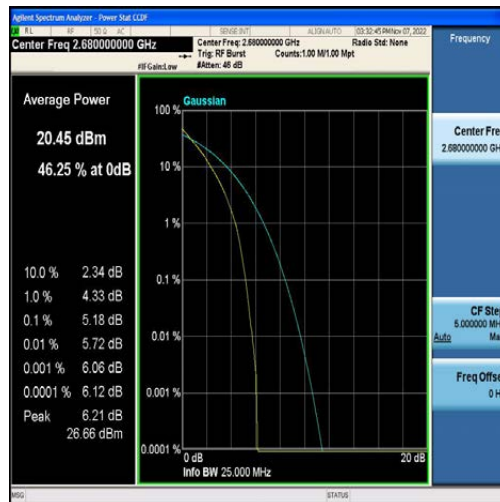 Agilent Spectrum Analyzer - Power Stat CCDF
RL RF 50 Ω AC SENSE:INT ALIGNAUTO 03:32:45 PM Nov 07, 2022
Center Freq 2.680000000 GHz
Center Freq: 2.680000000 GHz Radio Std: None
Trig: RF Burst Counts:1.00 M/1.00 Mpt
#IFGain:Low #Atten: 46 dB
Frequency
Average Power
20.45 dBm
46.25 % at 0dB
10.0 % 2.34 dB
1.0 % 4.33 dB
0.1 % 5.18 dB
0.01 % 5.72 dB
0.001 % 6.06 dB
0.0001 % 6.12 dB
Peak 6.21 dB
26.66 dBm
Gaussian
100 %
10 %
1 %
0.1 %
0.01 %
0.001 %
0.0001 %
0 dB 20 dB
Info BW 25.000 MHz
Center Fre
2.680000000 GH
CF Ste
5.000000 MH
Auto Ma
Freq Offse
0 H
MSG STATUS